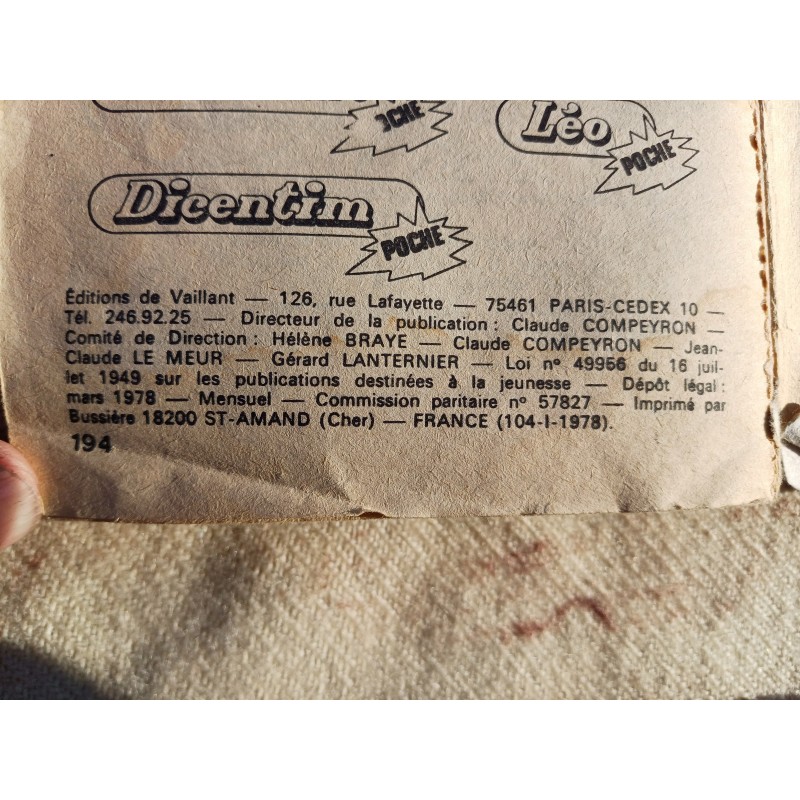 Léo
POCHE
Dicentim
POCHE
Éditions de Vaillant — 126, rue Lafayette — 75461 PARIS-CEDEX 10 —
Tél. 246.92.25 — Directeur de la publication : Claude COMPEYRON —
Comité de Direction : Hélène BRAYE — Claude COMPEYRON — Jean-
Claude LE MEUR — Gérard LANTERNIER — Loi nº 49956 du 16 juil-
let 1949 sur les publications destinées à la jeunesse — Dépôt légal :
mars 1978 — Mensuel — Commission paritaire nº 57827 — Imprimé par
Bussière 18200 ST-AMAND (Cher) — FRANCE (104-I-1978).
194